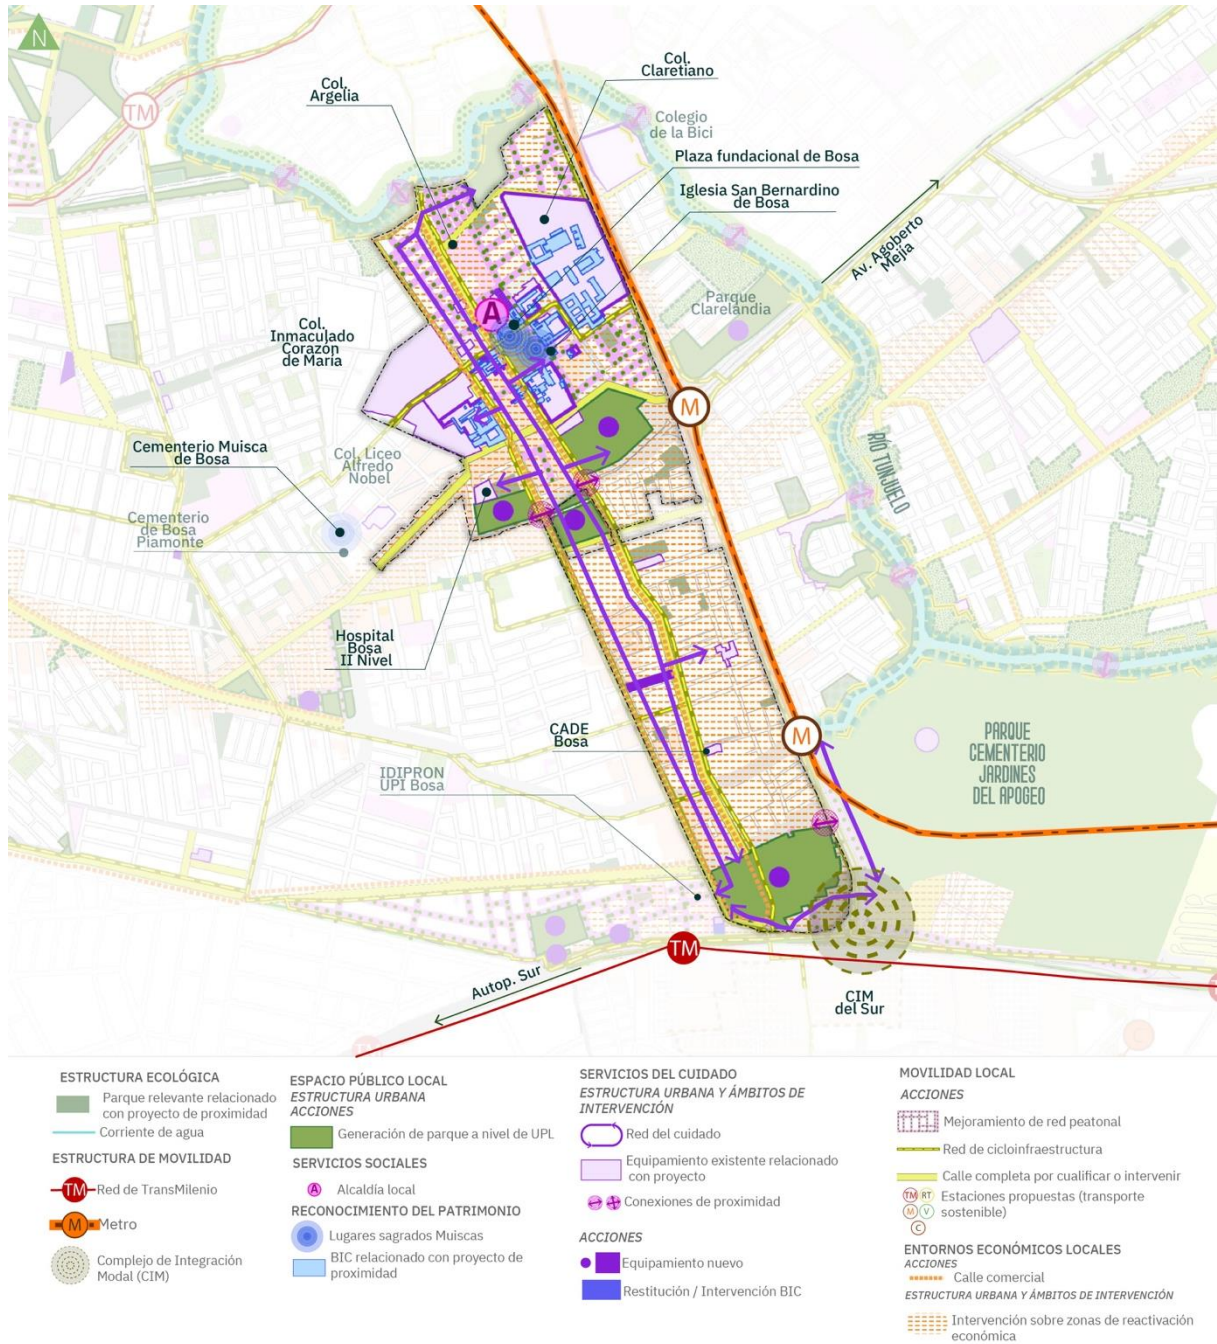 N
TM
Col.
Argelia
Col.
Claretiano
Colegio
de la Bici
Plaza fundacional de Bosa
Iglesia San Bernardino
de Bosa
Av. Agoberto
Mejia
A
Parque
Clarelandia
Col.
Inmaculado
Corazón
de María
M
RÍO TUNJUELO
Cementerio Muisca
de Bosa
Col. Liceo
Alfredo
Nobel
Cementerio
de Bosa
Piamonte
Hospital
Bosa
II Nivel
CADE
Bosa
M
PARQUE
CEMENTERIO
JARDINES
DEL APOGEO
IDIPRON
UPI Bosa
TM
Autop. Sur
CIM
del Sur
C
ESTRUCTURA ECOLÓGICA
Parque relevante relacionado
con proyecto de proximidad
Corriente de agua
ESTRUCTURA DE MOVILIDAD
TM Red de TransMilenio
M Metro
Complejo de Integración
Modal (CIM)
ESPACIO PÚBLICO LOCAL
ESTRUCTURA URBANA
ACCIONES
Generación de parque a nivel de UPL
SERVICIOS SOCIALES
A Alcaldía local
RECONOCIMIENTO DEL PATRIMONIO
Lugares sagrados Muiscas
BIC relacionado con proyecto de
proximidad
SERVICIOS DEL CUIDADO
ESTRUCTURA URBANA Y ÁMBITOS DE
INTERVENCIÓN
Red del cuidado
Equipamiento existente relacionado
con proyecto
Conexiones de proximidad
ACCIONES
Equipamiento nuevo
Restitución / Intervención BIC
MOVILIDAD LOCAL
ACCIONES
Mejoramiento de red peatonal
Red de cicloinfraestructura
Calle completa por cualificar o intervenir
TM RT Estaciones propuestas (transporte
M V sostenible)
C
ENTORNOS ECONÓMICOS LOCALES
ACCIONES
Calle comercial
ESTRUCTURA URBANA Y ÁMBITOS DE INTERVENCIÓN
Intervención sobre zonas de reactivación
económica